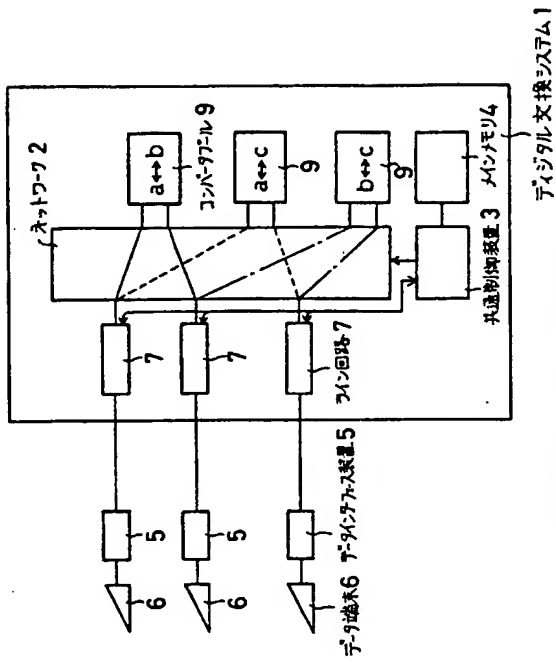 ネットワーク2
a↔b
コンバータプール 9
a↔c
9
b↔c
9
メインメモリ4
共通制御装置3
7
7
ライン回路7
5
5
データインタフェース装置5
6
6
データ端末6
ディジタル交換システム1